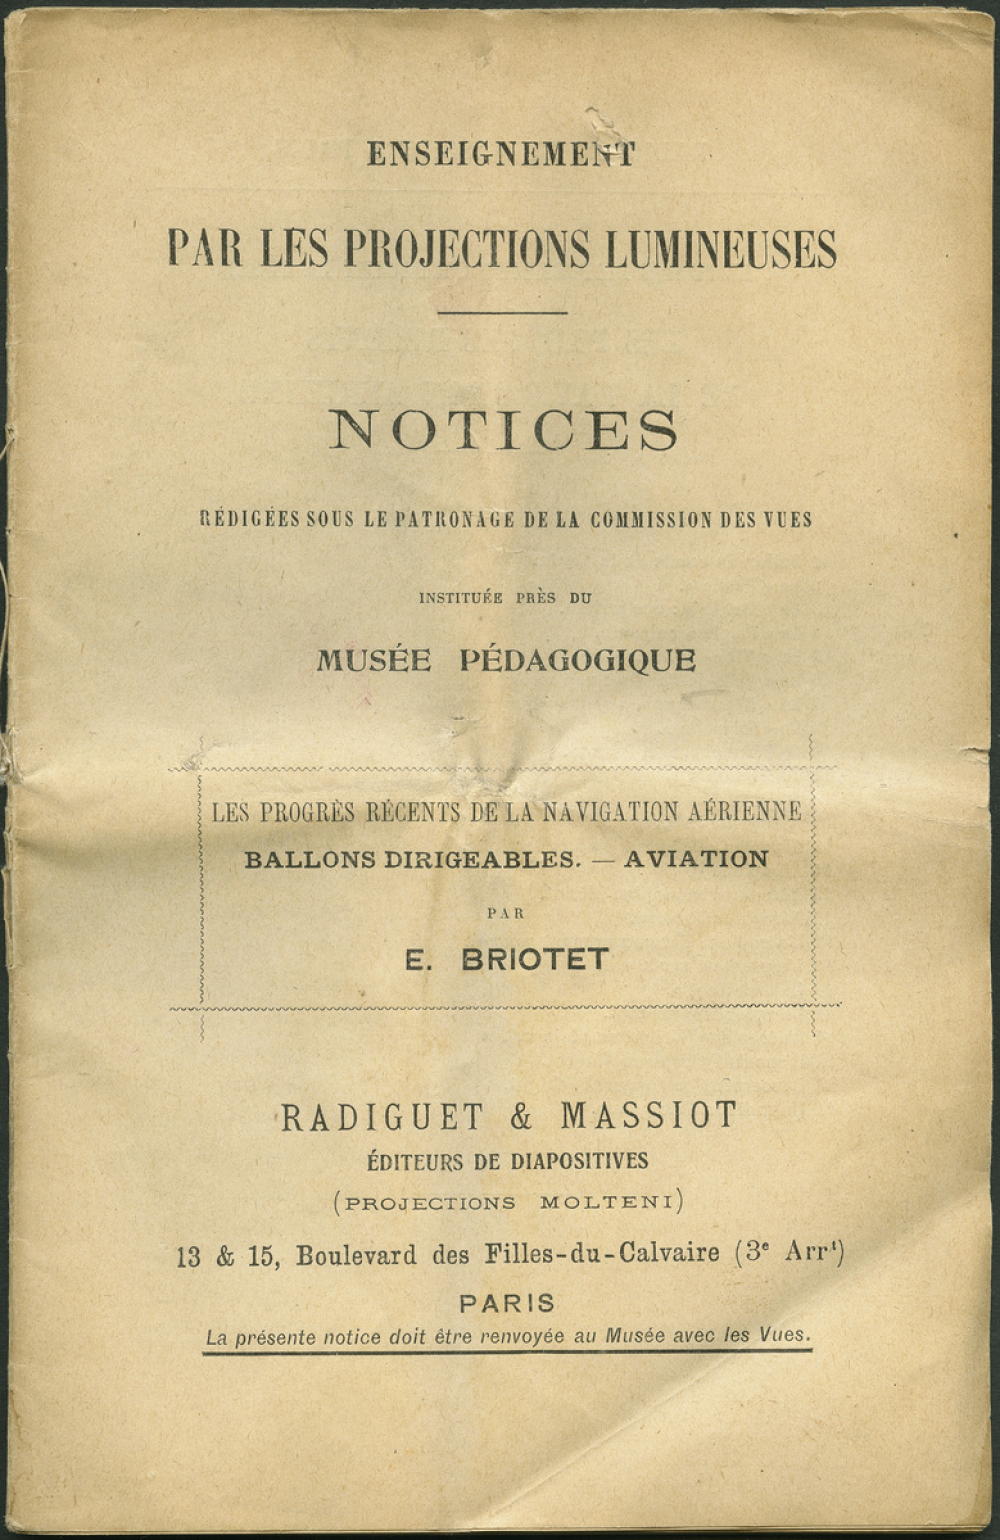 ENSEIGNEMENT
PAR LES PROJECTIONS LUMINEUSES
NOTICES
RÉDIGÉES SOUS LE PATRONAGE DE LA COMMISSION DES VUES
INSTITUÉE PRÈS DU
MUSÉE PÉDAGOGIQUE
LES PROGRÈS RÉCENTS DE LA NAVIGATION AÉRIENNE
BALLONS DIRIGEABLES. — AVIATION
PAR
E. BRIOTET
RADIGUET & MASSIOT
ÉDITEURS DE DIAPOSITIVES
(PROJECTIONS MOLTENI)
13 & 15, Boulevard des Filles-du-Calvaire (3e Arrt)
PARIS
La présente notice doit être renvoyée au Musée avec les Vues.